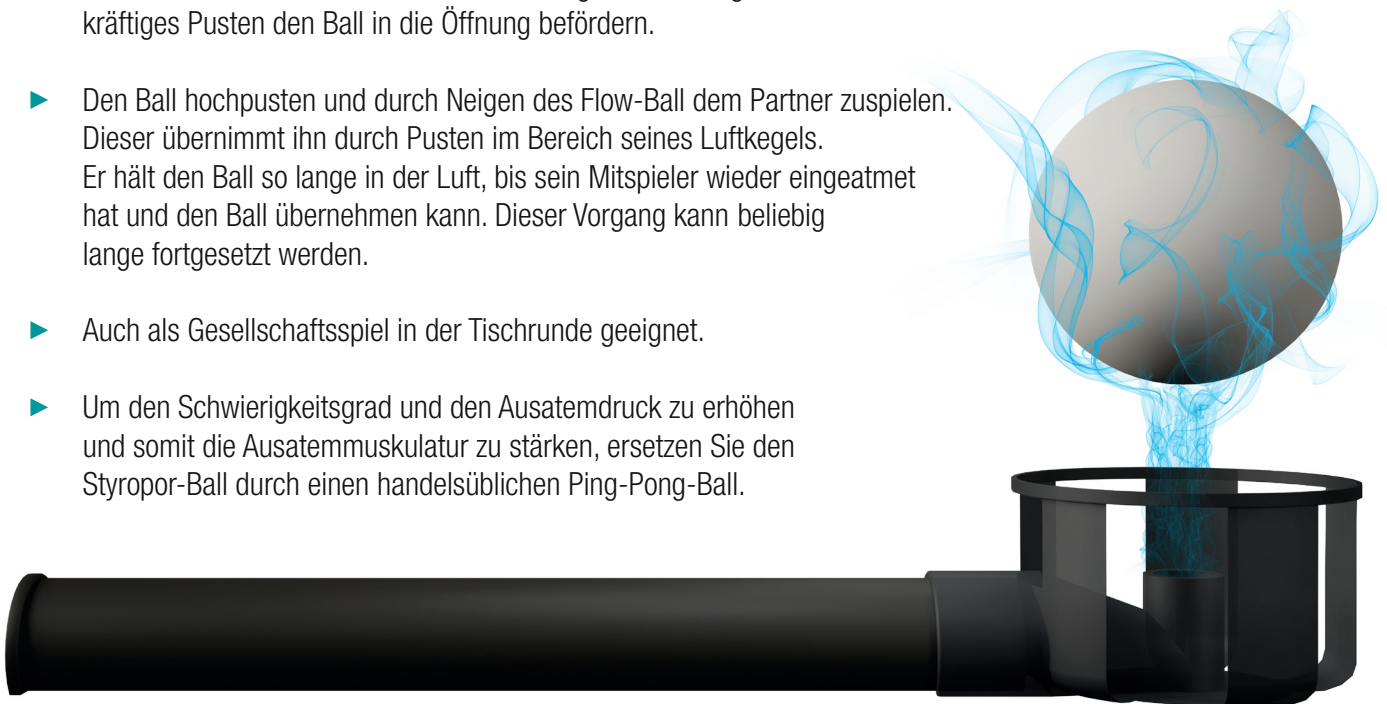 kräftiges Pusten den Ball in die Öffnung befördern.
► Den Ball hochpusten und durch Neigen des Flow-Ball dem Partner zuspielen.
Dieser übernimmt ihn durch Pusten im Bereich seines Luftkegels.
Er hält den Ball so lange in der Luft, bis sein Mitspieler wieder eingeatmet
hat und den Ball übernehmen kann. Dieser Vorgang kann beliebig
lange fortgesetzt werden.
► Auch als Gesellschaftsspiel in der Tischrunde geeignet.
► Um den Schwierigkeitsgrad und den Ausatemdruck zu erhöhen
und somit die Ausatemmuskulatur zu stärken, ersetzen Sie den
Styropor-Ball durch einen handelsüblichen Ping-Pong-Ball.